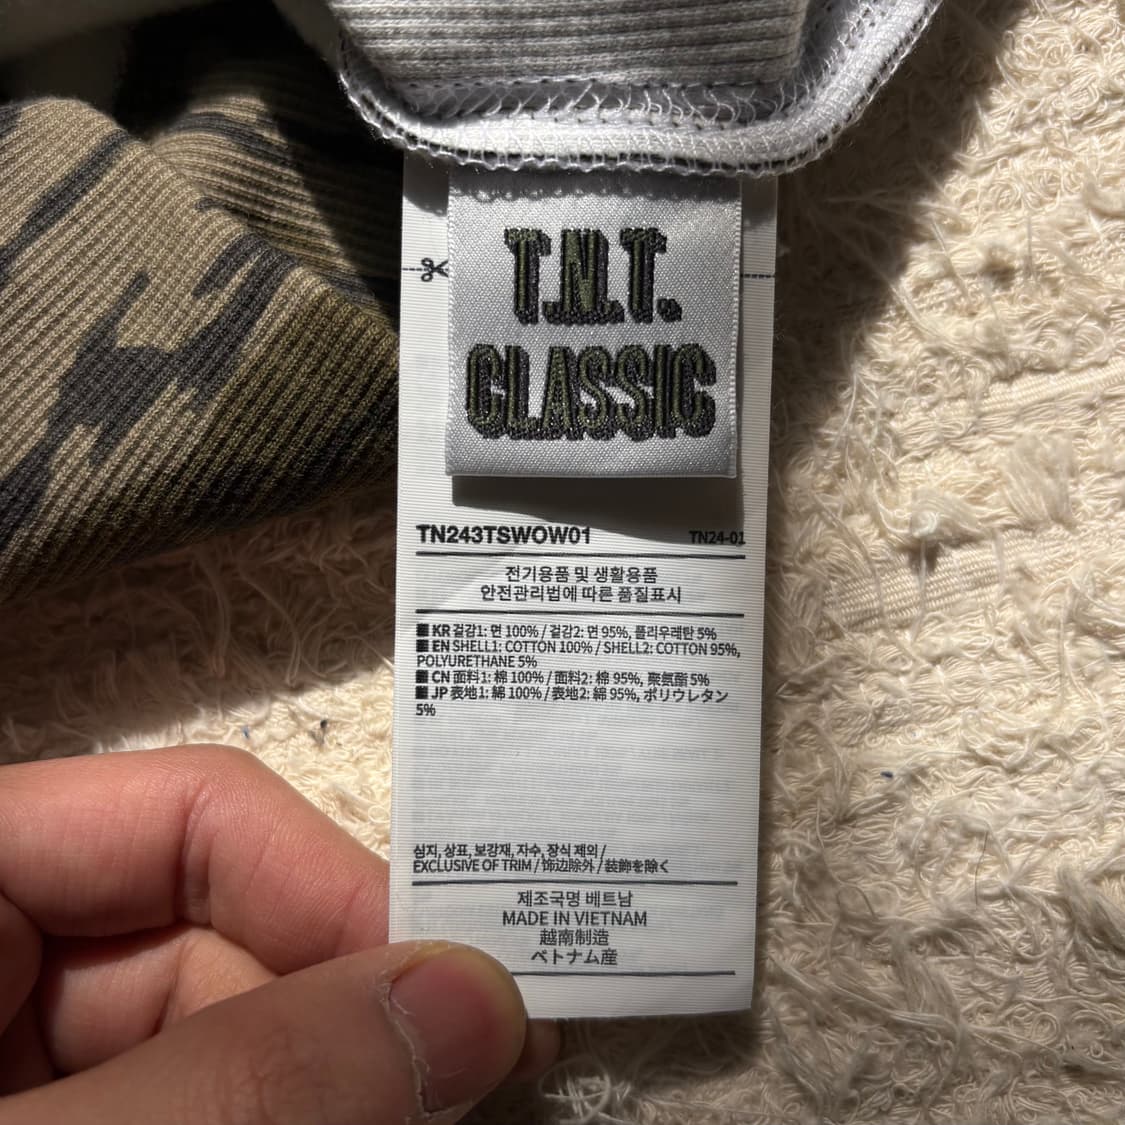 T.N.T.
CLASSIC
TN243TSWOW01 TN24-01
전기용품 및 생활용품
안전관리법에 따른 품질표시
■ KR 겉감1: 면 100% / 겉감2: 면 95%, 폴리우레탄 5%
■ EN SHELL1: COTTON 100% / SHELL2: COTTON 95%,
POLYURETHANE 5%
■ CN 面料1: 棉 100% / 面料2: 棉 95%, 聚氨酯 5%
■ JP 表地1: 綿 100% / 表地2: 綿 95%, ポリウレタン
5%
심지, 상표, 보강재, 자수, 장식 제외 /
EXCLUSIVE OF TRIM / 饰边除外 / 装飾を除く
제조국명 베트남
MADE IN VIETNAM
越南制造
ベトナム産